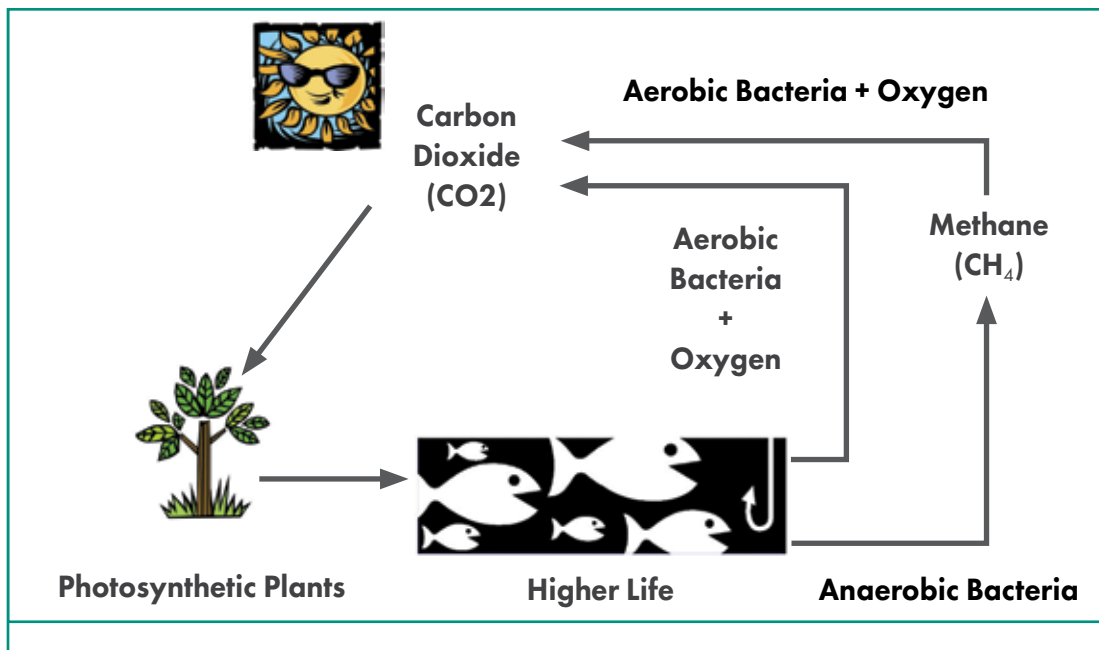 Aerobic Bacteria + Oxygen
Carbon
Dioxide
(CO2)
Aerobic
Bacteria
+
Oxygen
Methane
(CH₄)
Photosynthetic Plants
Higher Life
Anaerobic Bacteria